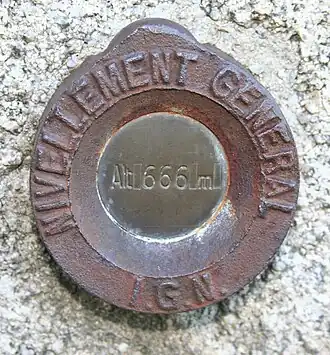 NIVELLEMENT GENERAL
Alt 666 m
I.G.N.